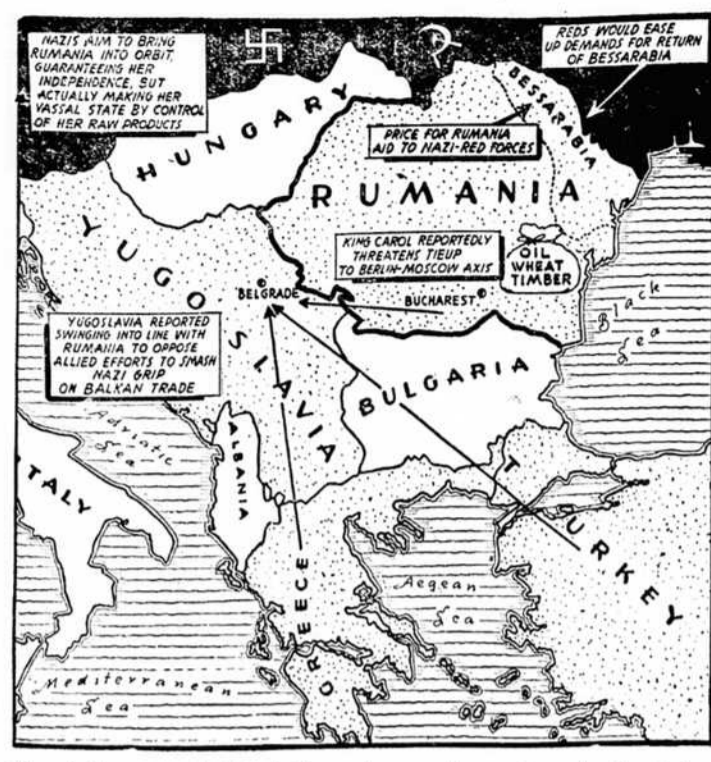 NAZIS AIM TO BRING
RUMANIA INTO ORBIT,
GUARANTEEING HER
INDEPENDENCE, BUT
ACTUALLY MAKING HER
VASSAL STATE BY CONTROL
OF HER RAW PRODUCTS
REDS WOULD EASE
UP DEMANDS FOR RETURN
OF BESSARABIA
HUNGARY
BESSARABIA
PRICE FOR RUMANIA
AID TO NAZI-RED FORCES
RUMANIA
YUGOSLAVIA
KING CAROL REPORTEDLY
THREATENS TIEUP
TO BERLIN-MOSCOW AXIS
OIL
WHEAT
TIMBER
BELGRADE
BUCHAREST
Black
Sea
YUGOSLAVIA REPORTED
SWINGING INTO LINE WITH
RUMANIA TO OPPOSE
ALLIED EFFORTS TO SMASH
NAZI GRIP
ON BALKAN TRADE
BULGARIA
Adriatic
Sea
ITALY
ALBANIA
TURKEY
GREECE
Aegean
Sea
Mediterranean
Sea